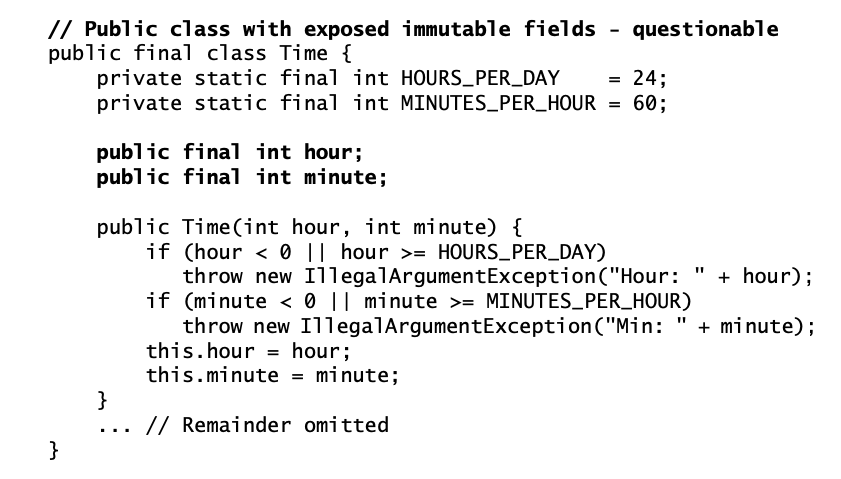 // Public class with exposed immutable fields - questionable
public final class Time {
    private static final int HOURS_PER_DAY    = 24;
    private static final int MINUTES_PER_HOUR = 60;

    public final int hour;
    public final int minute;

    public Time(int hour, int minute) {
        if (hour < 0 || hour >= HOURS_PER_DAY)
           throw new IllegalArgumentException("Hour: " + hour);
        if (minute < 0 || minute >= MINUTES_PER_HOUR)
           throw new IllegalArgumentException("Min: " + minute);
        this.hour = hour;
        this.minute = minute;
    }
    ... // Remainder omitted
}